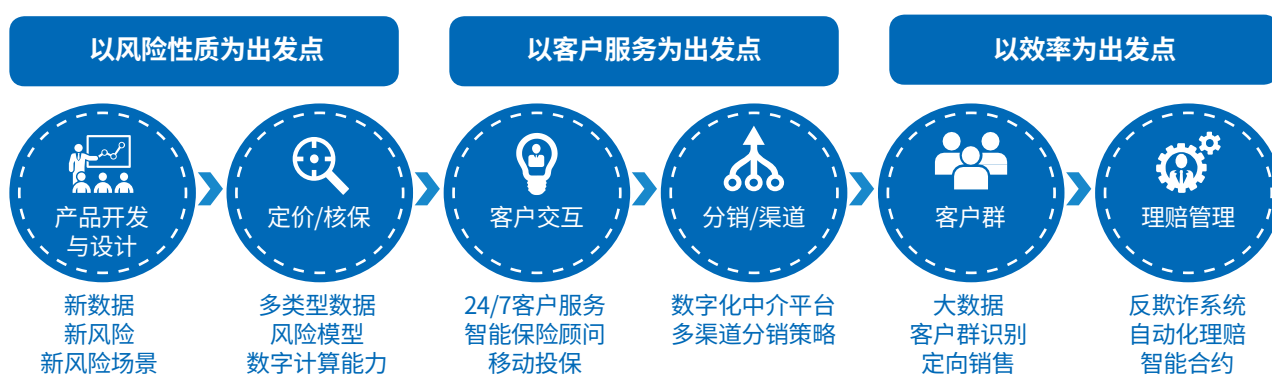 以风险性质为出发点
以客户服务为出发点
以效率为出发点
产品开发
与设计
定价/核保
客户交互
分销/渠道
客户群
理赔管理
新数据
新风险
新风险场景
多类型数据
风险模型
数字计算能力
24/7客户服务
智能保险顾问
移动投保
数字化中介平台
多渠道分销策略
大数据
客户群识别
定向销售
反欺诈系统
自动化理赔
智能合约